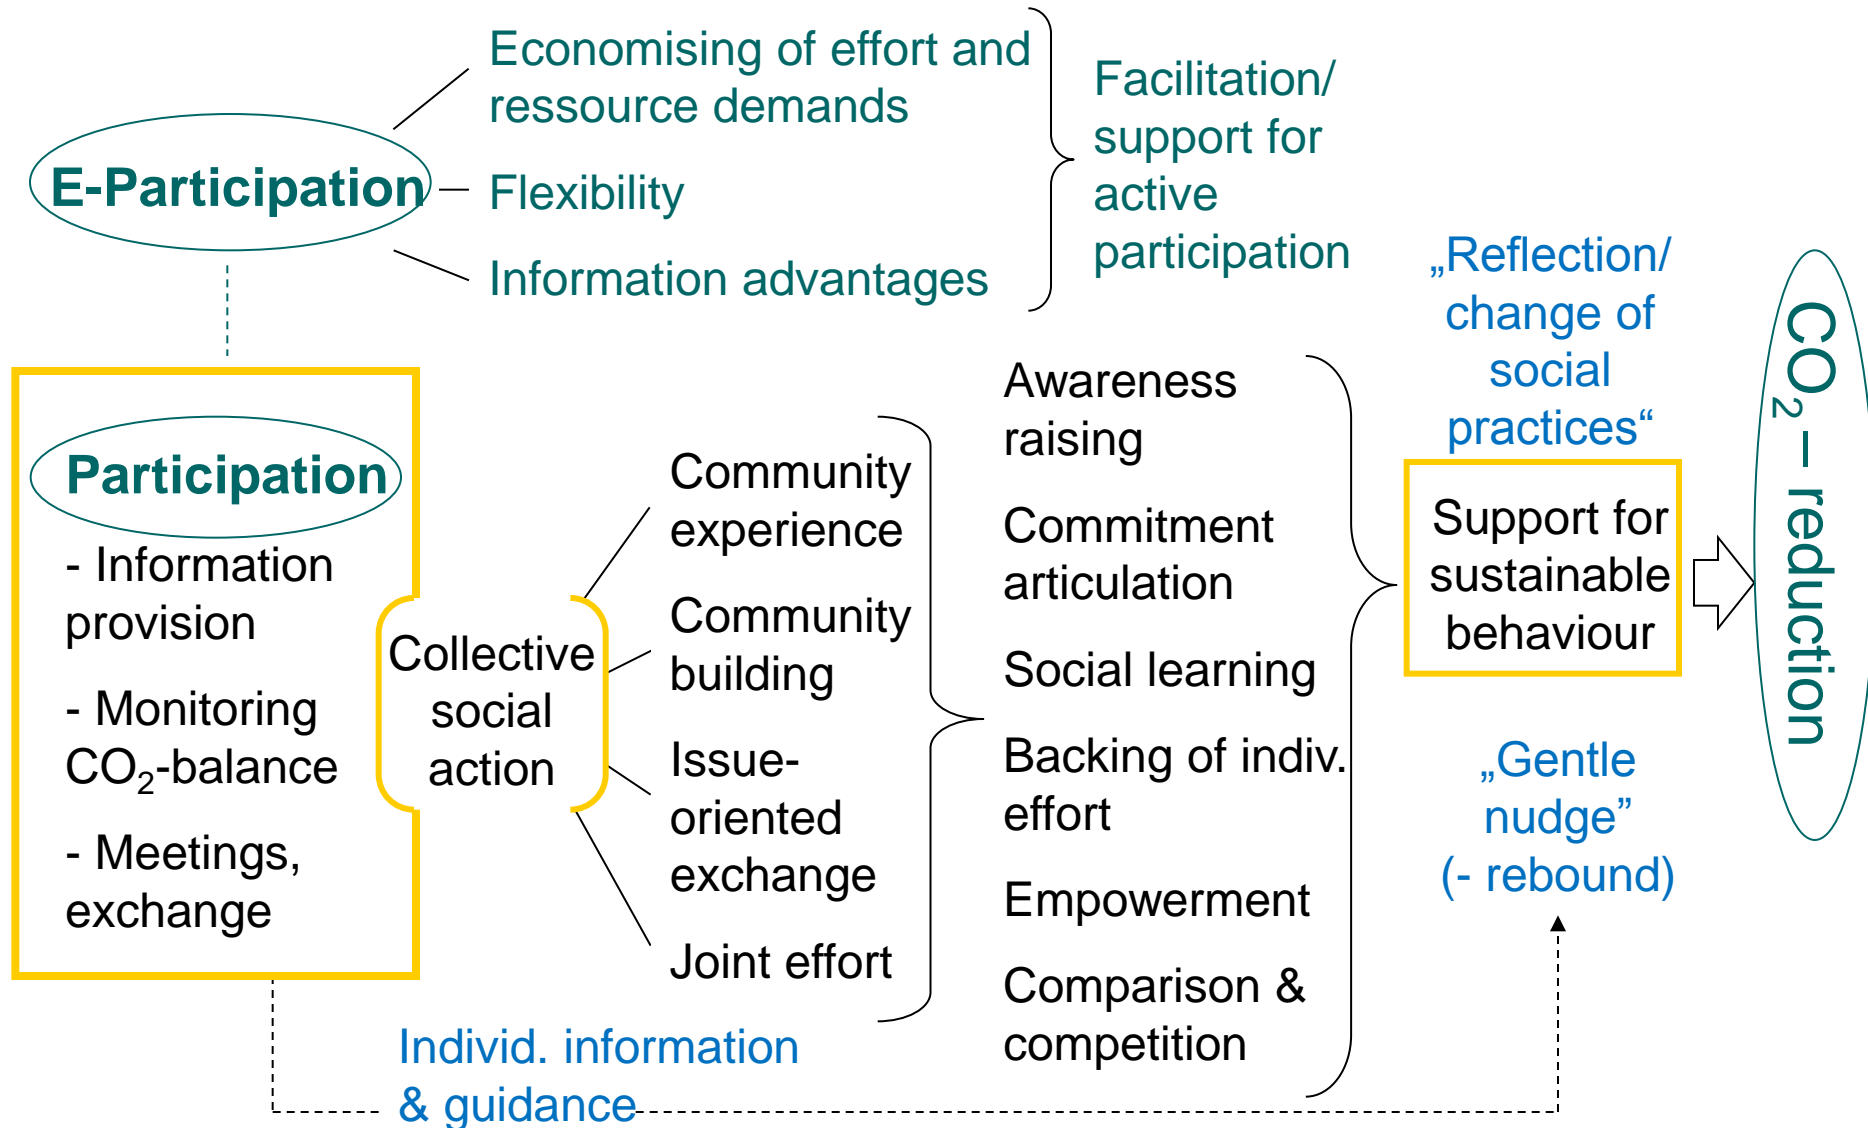 Economising of effort and
ressource demands
E-Participation
Flexibility
Information advantages
Facilitation/
support for
active
participation
Participation
- Information
provision
- Monitoring
CO₂-balance
- Meetings,
exchange
Collective
social
action
Community
experience
Community
building
Issue-
oriented
exchange
Joint effort
Awareness
raising
Commitment
articulation
Social learning
Backing of indiv.
effort
Empowerment
Comparison &
competition
„Reflection/
change of
social
practices“
Support for
sustainable
behaviour
„Gentle
nudge”
(- rebound)
CO₂ – reduction
Individ. information
& guidance